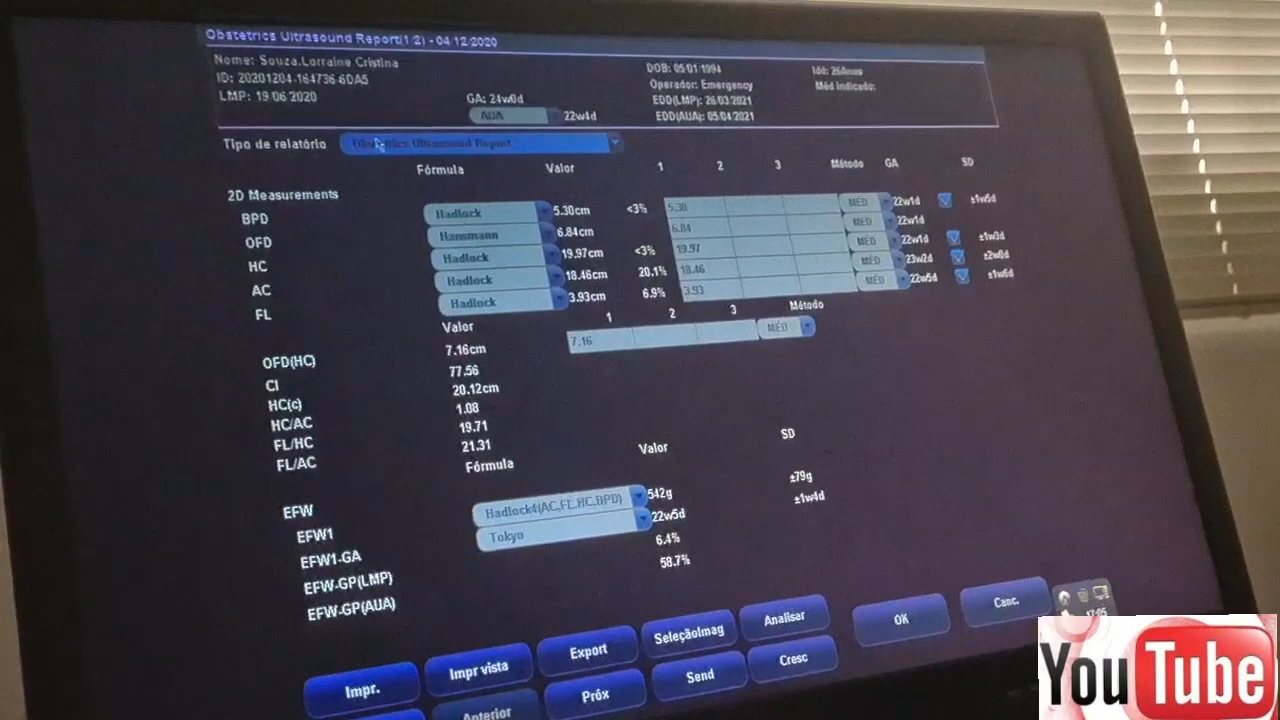 Obstetrics Ultrasound Report(1/2) - 04/12/2020
Nome: Souza,Lorraine Cristina DOB: 05/01/1994 Idd: 26Anos
ID: 20201204-164736-6DA5 Operador: Emergency Méd Indicado:
LMP: 19/06/2020 GA: 24w0d EDD(LMP): 26/03/2021
AUA 22w4d EDD(AUA): 05/04/2021
Tipo de relatório Obstetrics Ultrasound Report
Fórmula Valor 1 2 3 Método GA SD
2D Measurements
BPD Hadlock 5.30cm <3% 5.30 MÉD 22w1d ±1w5d
OFD Hansmann 6.84cm 6.84 MÉD 22w1d
HC Hadlock 19.97cm <3% 19.97 MÉD 22w1d ±1w3d
AC Hadlock 18.46cm 20.1% 18.46 MÉD 23w2d ±2w0d
FL Hadlock 3.93cm 6.9% 3.93 MÉD 22w5d ±1w6d
Valor 1 2 3 Método
OFD(HC) 7.16cm 7.16 MÉD
CI 77.56
HC(c) 20.12cm
HC/AC 1.08
FL/HC 19.71
FL/AC 21.31
Fórmula Valor SD
EFW
EFW1 Hadlock4(AC,FL,HC,BPD) 542g ±79g
EFW1-GA Tokyo 22w5d ±1w4d
EFW-GP(LMP) 6.4%
EFW-GP(AUA) 58.7%
Impr. Impr vista Export SeleçãoImag Analisar OK Canc.
Anterior Próx Send Cresc
17:05
YouTube